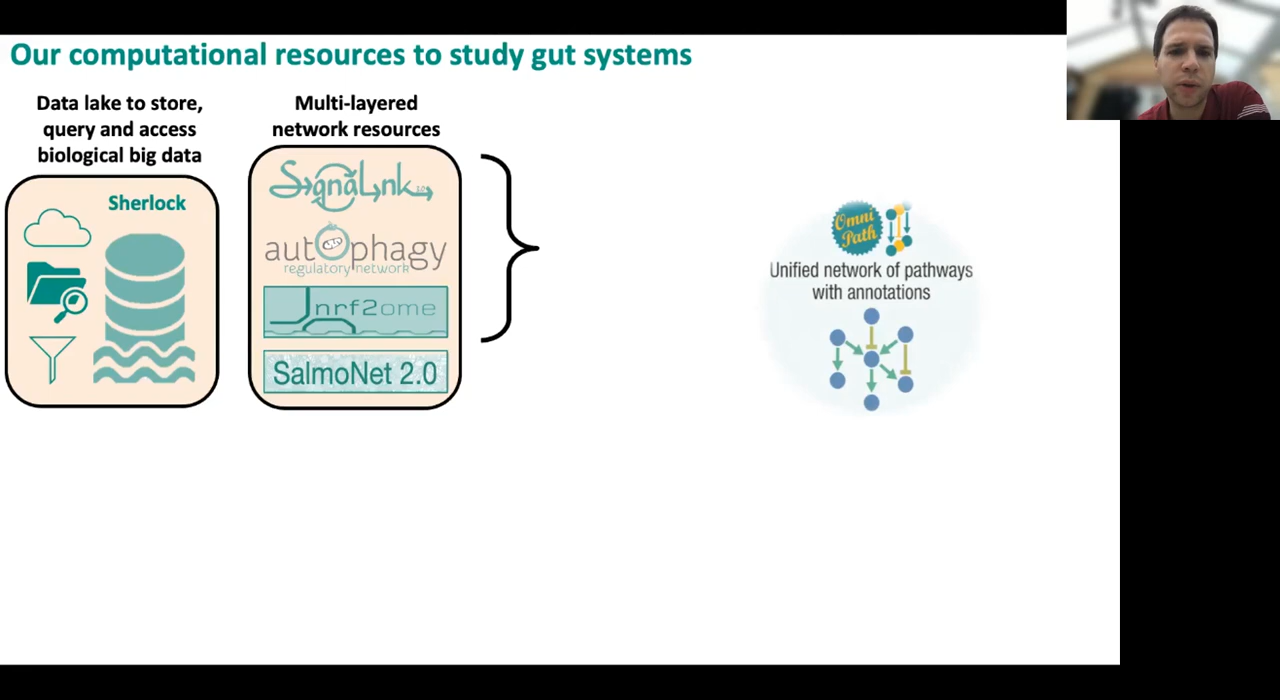 Our computational resources to study gut systems
Data lake to store,
query and access
biological big data
Sherlock
Multi-layered
network resources
SignaLink
autophagy
regulatory network
nrf2ome
SalmoNet 2.0
Omni
Path
Unified network of pathways
with annotations